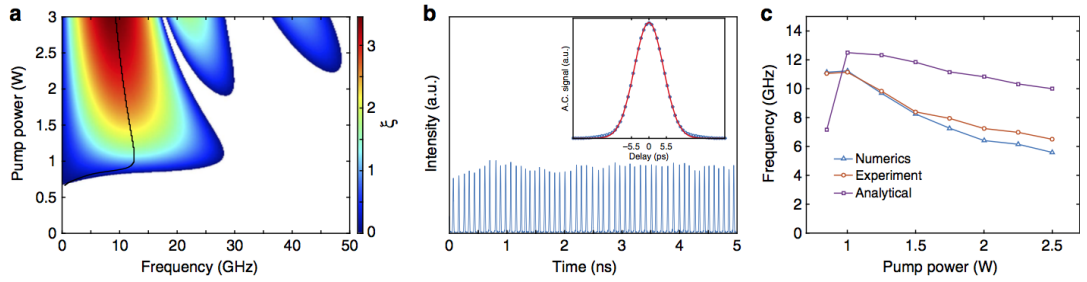 a
3
2.5
2
1.5
1
0.5
0
Pump power (W)
0 10 20 30 40 50
Frequency (GHz)
3
2
1
0
ξ
b
Intensity (a.u.)
A.C. signal (a.u.)
−5.5 0 5.5
Delay (ps)
0 1 2 3 4 5
Time (ns)
c
14
12
10
8
6
4
2
0
Frequency (GHz)
Numerics
Experiment
Analytical
1 1.5 2 2.5
Pump power (W)